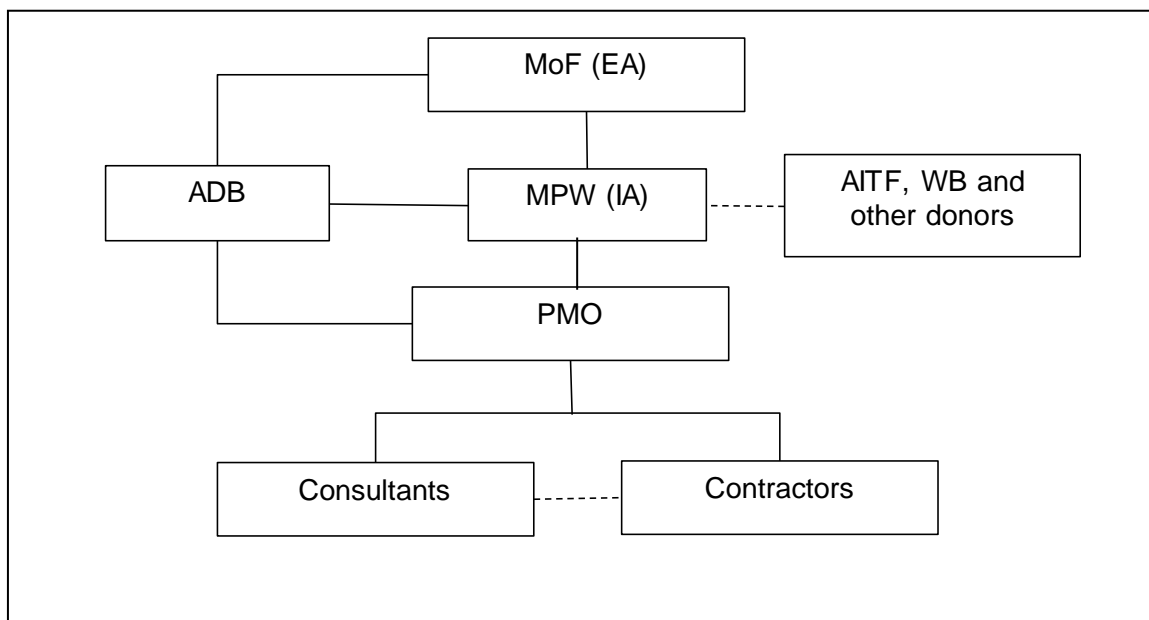 MoF (EA)
ADB
MPW (IA)
AITF, WB and
other donors
PMO
Consultants
Contractors